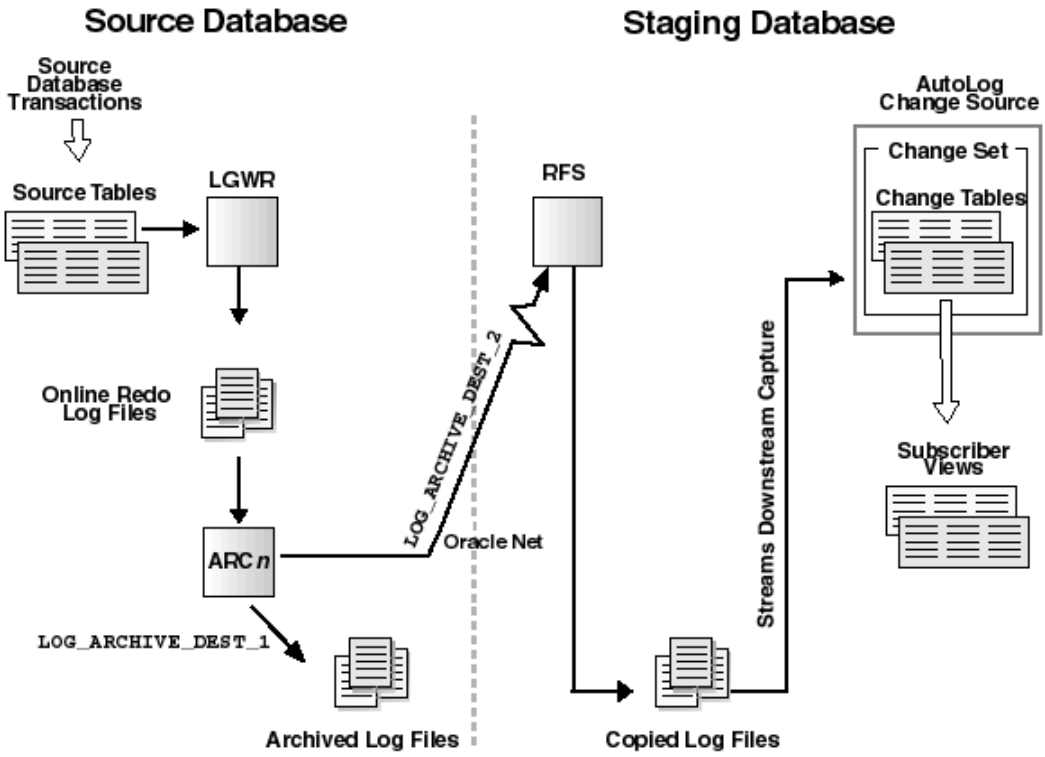 Source Database
Staging Database
Source
Database
Transactions
Source Tables
LGWR
Online Redo
Log Files
ARCn
LOG_ARCHIVE_DEST_1
Archived Log Files
LOG_ARCHIVE_DEST_2
Oracle Net
RFS
Copied Log Files
Streams Downstream Capture
AutoLog
Change Source
Change Set
Change Tables
Subscriber
Views